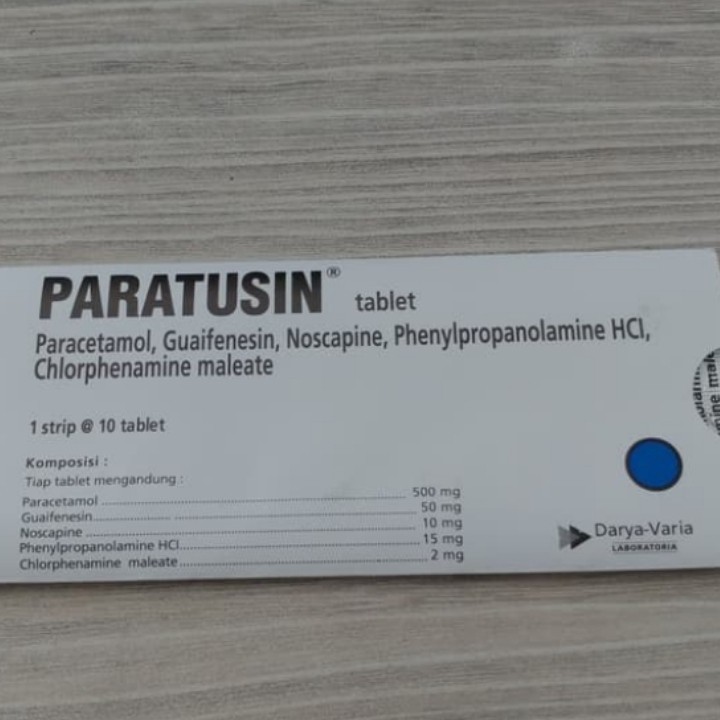 PARATUSIN® tablet
Paracetamol, Guaifenesin, Noscapine, Phenylpropanolamine HCl,
Chlorphenamine maleate
1 strip @ 10 tablet
Komposisi :
Tiap tablet mengandung :
Paracetamol ........ 500 mg
Guaifenesin ........ 50 mg
Noscapine ........ 10 mg
Phenylpropanolamine HCl ........ 15 mg
Chlorphenamine maleate ........ 2 mg
Darya-Varia
LABORATORIA